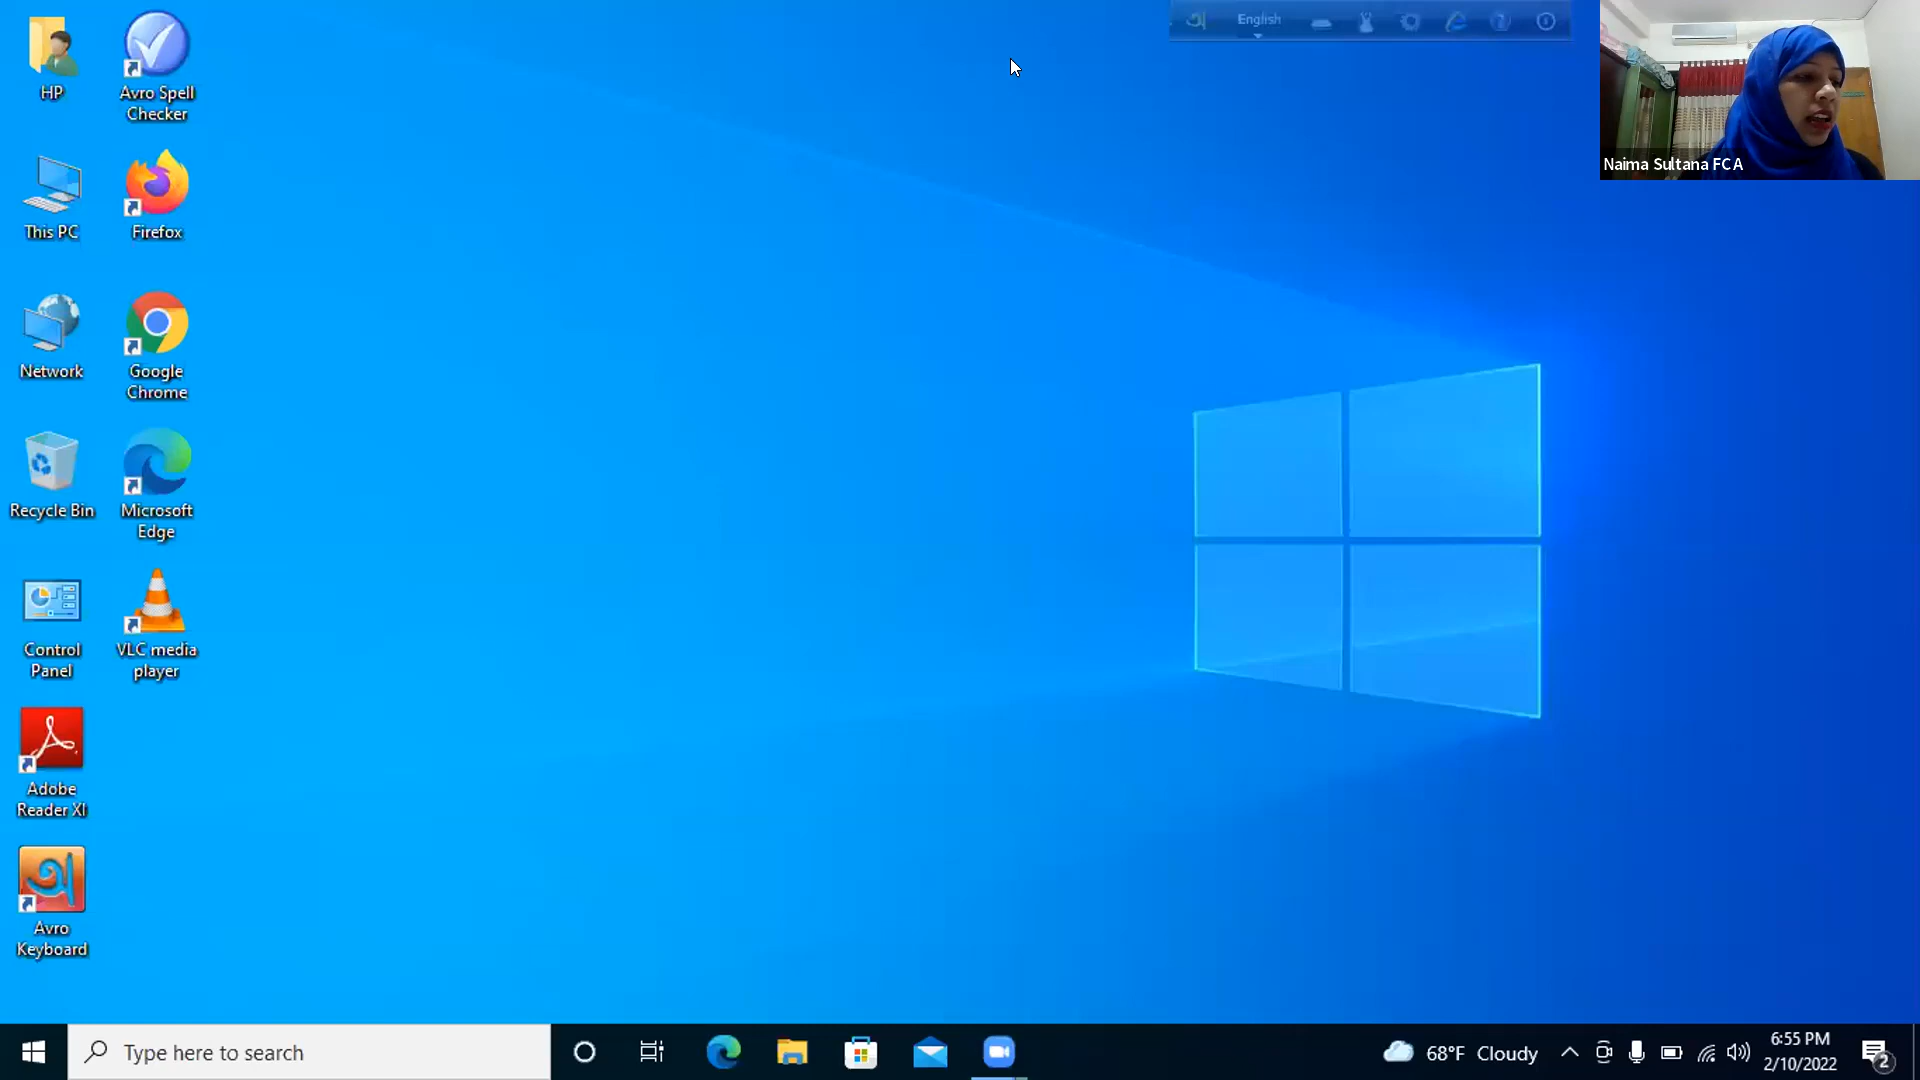 HP
Avro Spell
Checker
This PC
Firefox
Network
Google
Chrome
Recycle Bin
Microsoft
Edge
Control
Panel
VLC media
player
Adobe
Reader XI
অ
Avro
Keyboard
অ
English
Naima Sultana FCA
Type here to search
68°F Cloudy
6:55 PM
2/10/2022
2